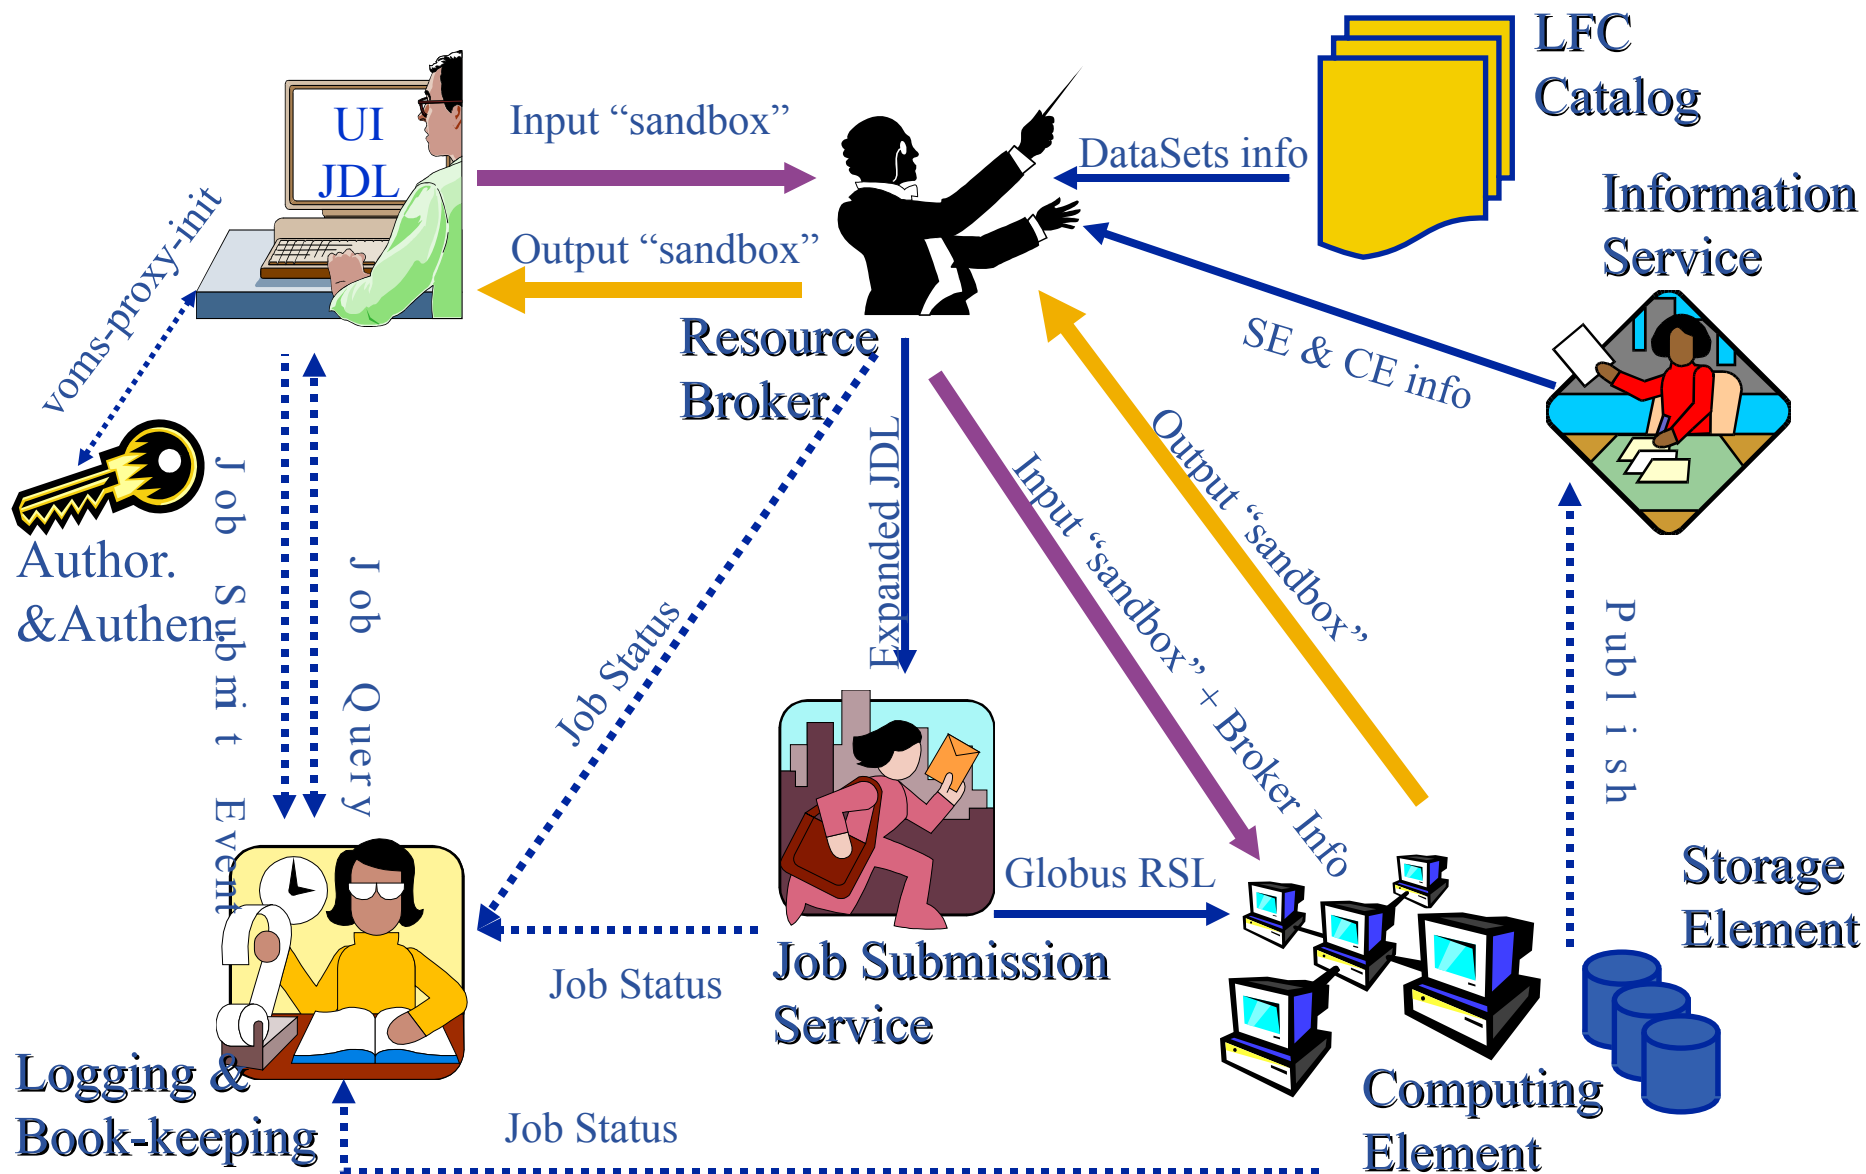 LFC
Catalog
UI
JDL
Input “sandbox”
DataSets info
Information
Service
voms-proxy-init
Output “sandbox”
Resource
Broker
SE & CE info
Author.
&Authen.
Job Submit Event
Job Query
Job Status
Expanded JDL
Input “sandbox” + Broker Info
Output “sandbox”
Publish
Globus RSL
Storage
Element
Job Status
Job Submission
Service
Logging &
Book-keeping
Job Status
Computing
Element